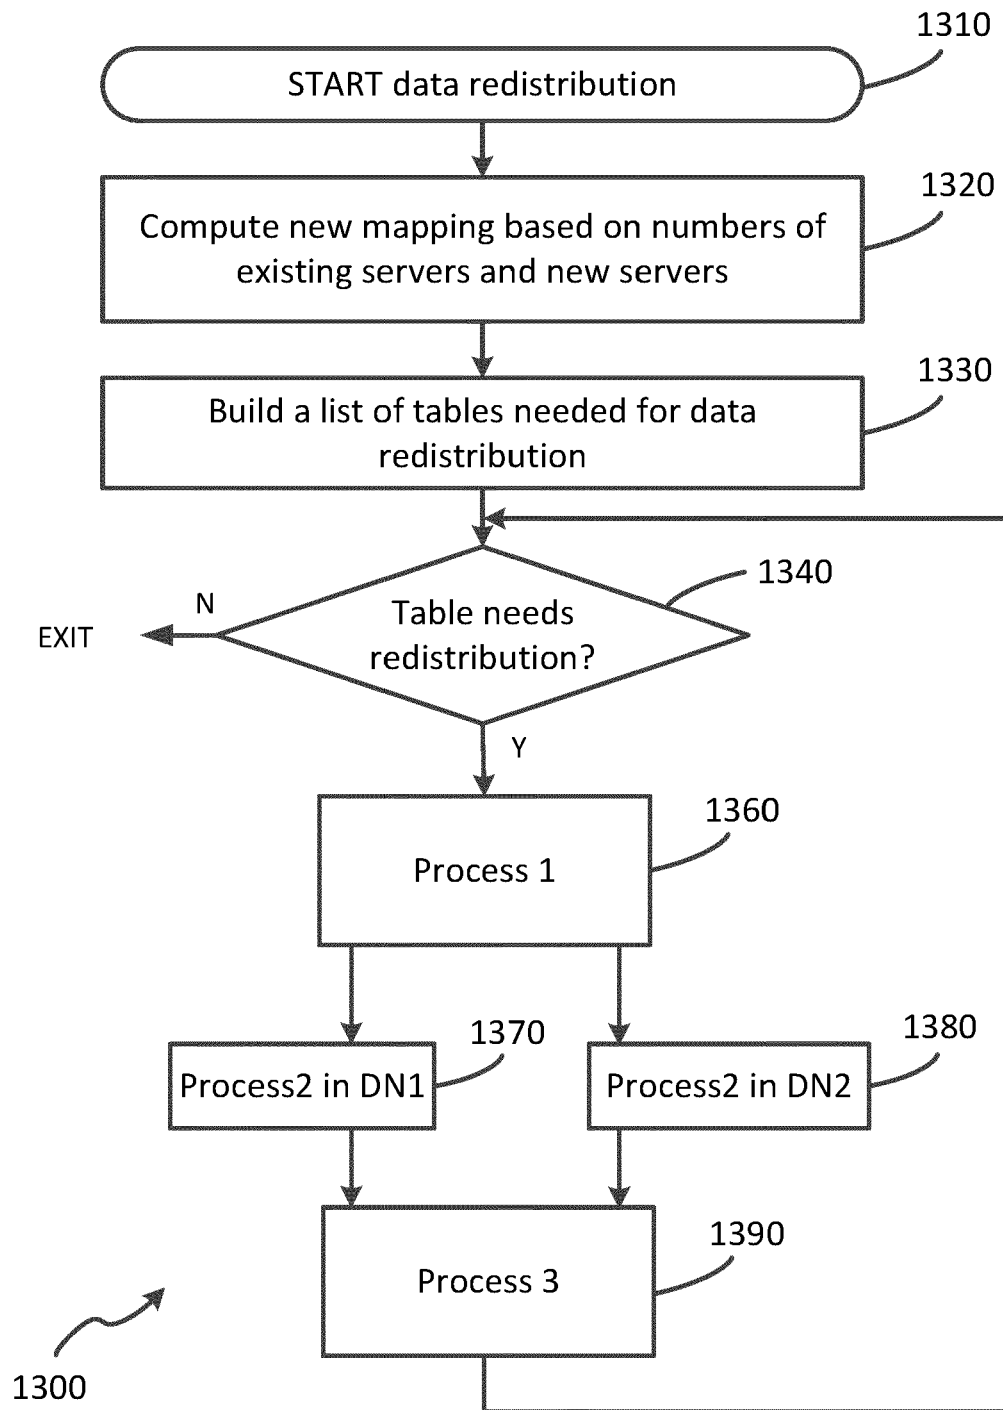 1310
START data redistribution
1320
Compute new mapping based on numbers of
existing servers and new servers
1330
Build a list of tables needed for data
redistribution
1340
N
EXIT
Table needs
redistribution?
Y
1360
Process 1
1370
1380
Process2 in DN1
Process2 in DN2
1390
Process 3
1300